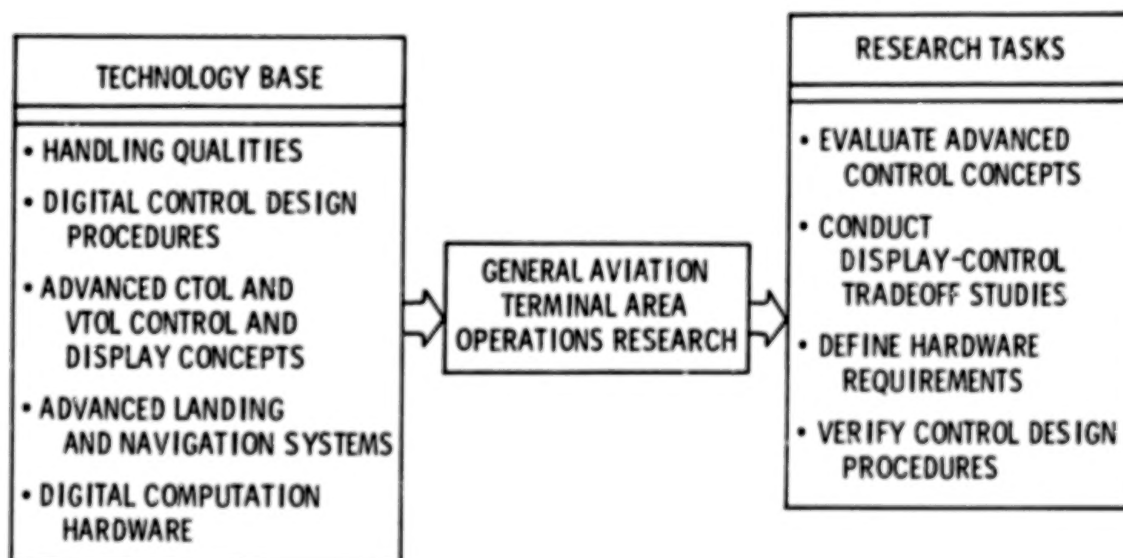 TECHNOLOGY BASE
• HANDLING QUALITIES
• DIGITAL CONTROL DESIGN
PROCEDURES
• ADVANCED CTOL AND
VTOL CONTROL AND
DISPLAY CONCEPTS
• ADVANCED LANDING
AND NAVIGATION SYSTEMS
• DIGITAL COMPUTATION
HARDWARE
GENERAL AVIATION
TERMINAL AREA
OPERATIONS RESEARCH
RESEARCH TASKS
• EVALUATE ADVANCED
CONTROL CONCEPTS
• CONDUCT
DISPLAY-CONTROL
TRADEOFF STUDIES
• DEFINE HARDWARE
REQUIREMENTS
• VERIFY CONTROL DESIGN
PROCEDURES